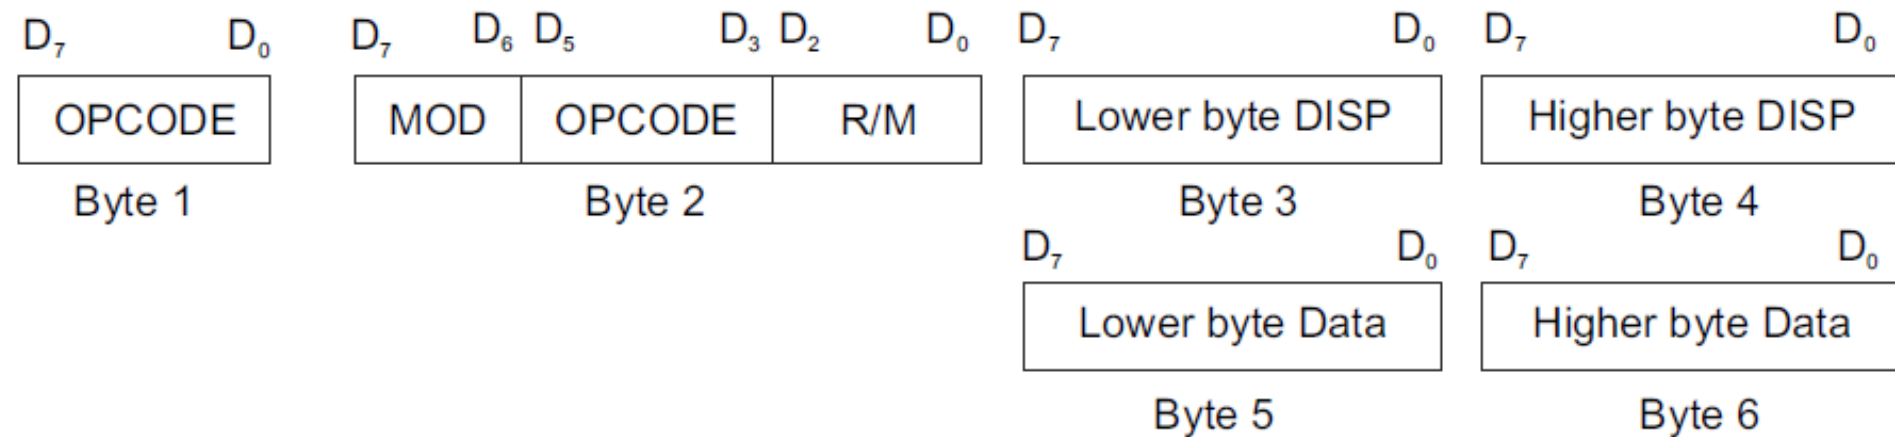 D₇ D₀ D₇ D₆ D₅ D₃ D₂ D₀ D₇ D₀ D₇ D₀
OPCODE MOD OPCODE R/M Lower byte DISP Higher byte DISP
Byte 1 Byte 2 Byte 3 Byte 4
D₇ D₀ D₇ D₀
Lower byte Data Higher byte Data
Byte 5 Byte 6